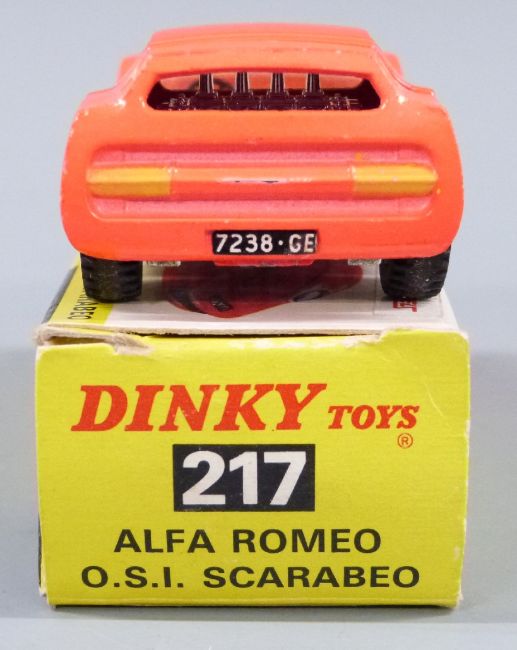 7238·GE
DINKY TOYS®
217
ALFA ROMEO
O.S.I. SCARABEO